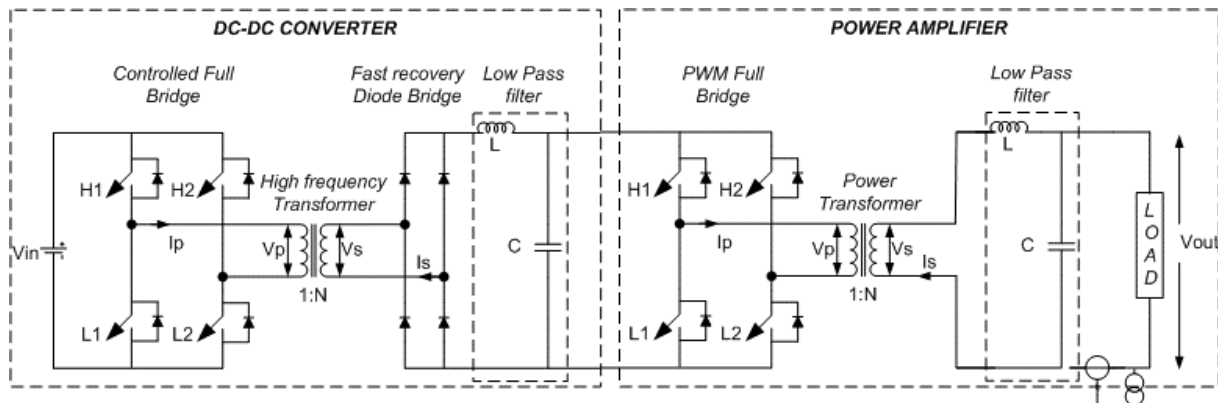 DC-DC CONVERTER
POWER AMPLIFIER
Controlled Full
Bridge
Fast recovery
Diode Bridge
Low Pass
filter
PWM Full
Bridge
Low Pass
filter
L
L
H1
H2
High frequency
Transformer
H1
H2
Power
Transformer
Vin
Ip
Vp
Vs
Is
C
Ip
Vp
Vs
Is
C
LOAD
Vout
1:N
1:N
L1
L2
L1
L2